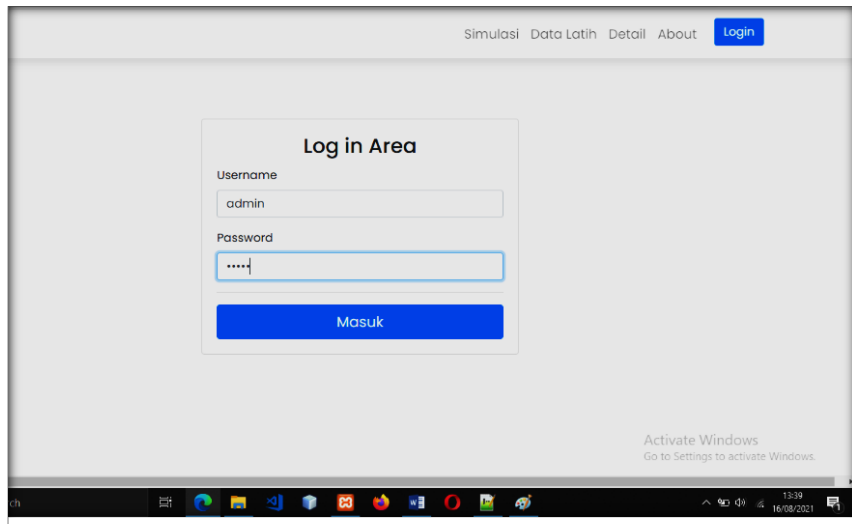 Simulasi Data Latih Detail About Login
Log in Area
Username
admin
Password
•••••
Masuk
Activate Windows
Go to Settings to activate Windows.
ch
13:39
16/08/2021